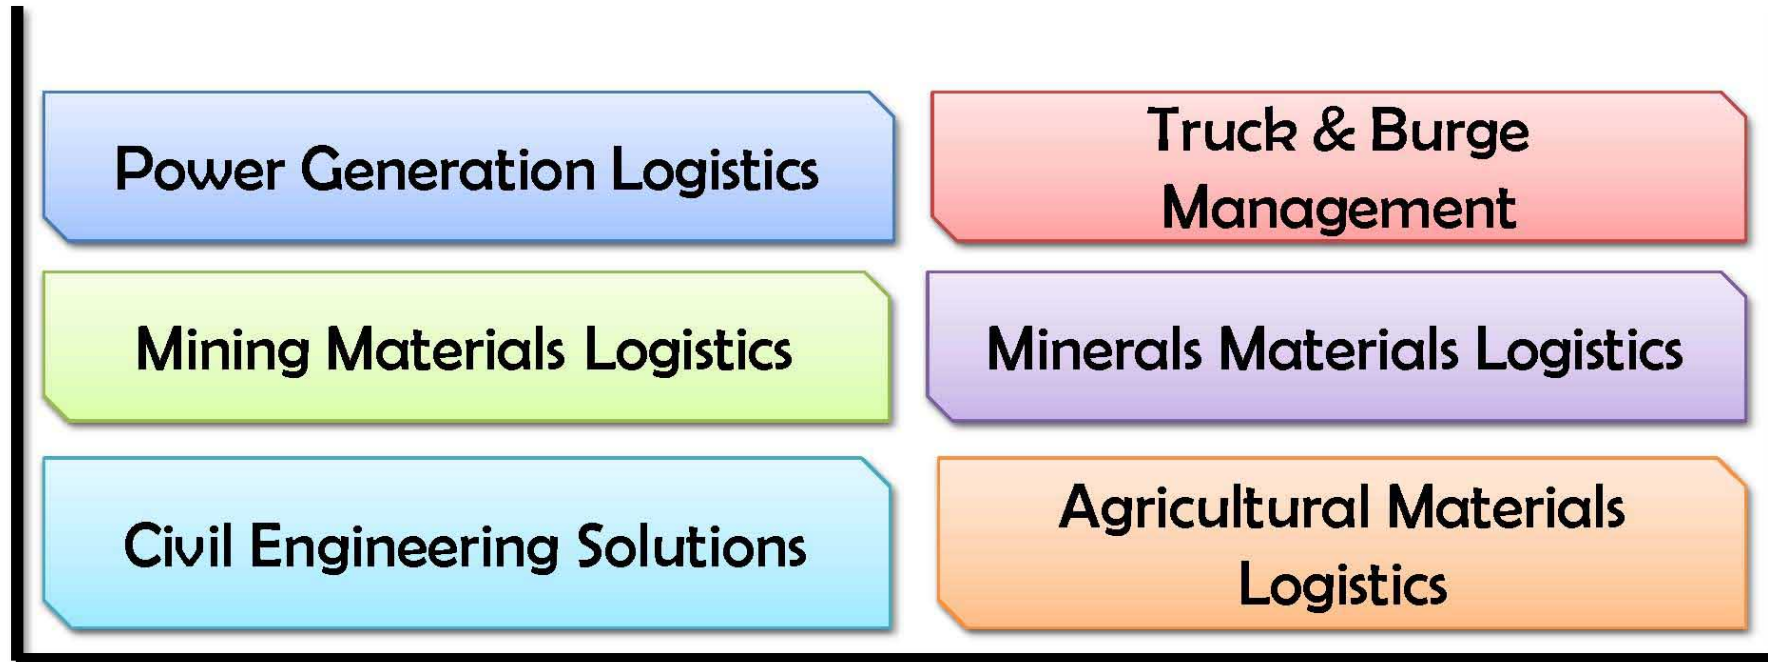 Power Generation Logistics
Truck & Burge
Management
Mining Materials Logistics
Minerals Materials Logistics
Civil Engineering Solutions
Agricultural Materials
Logistics